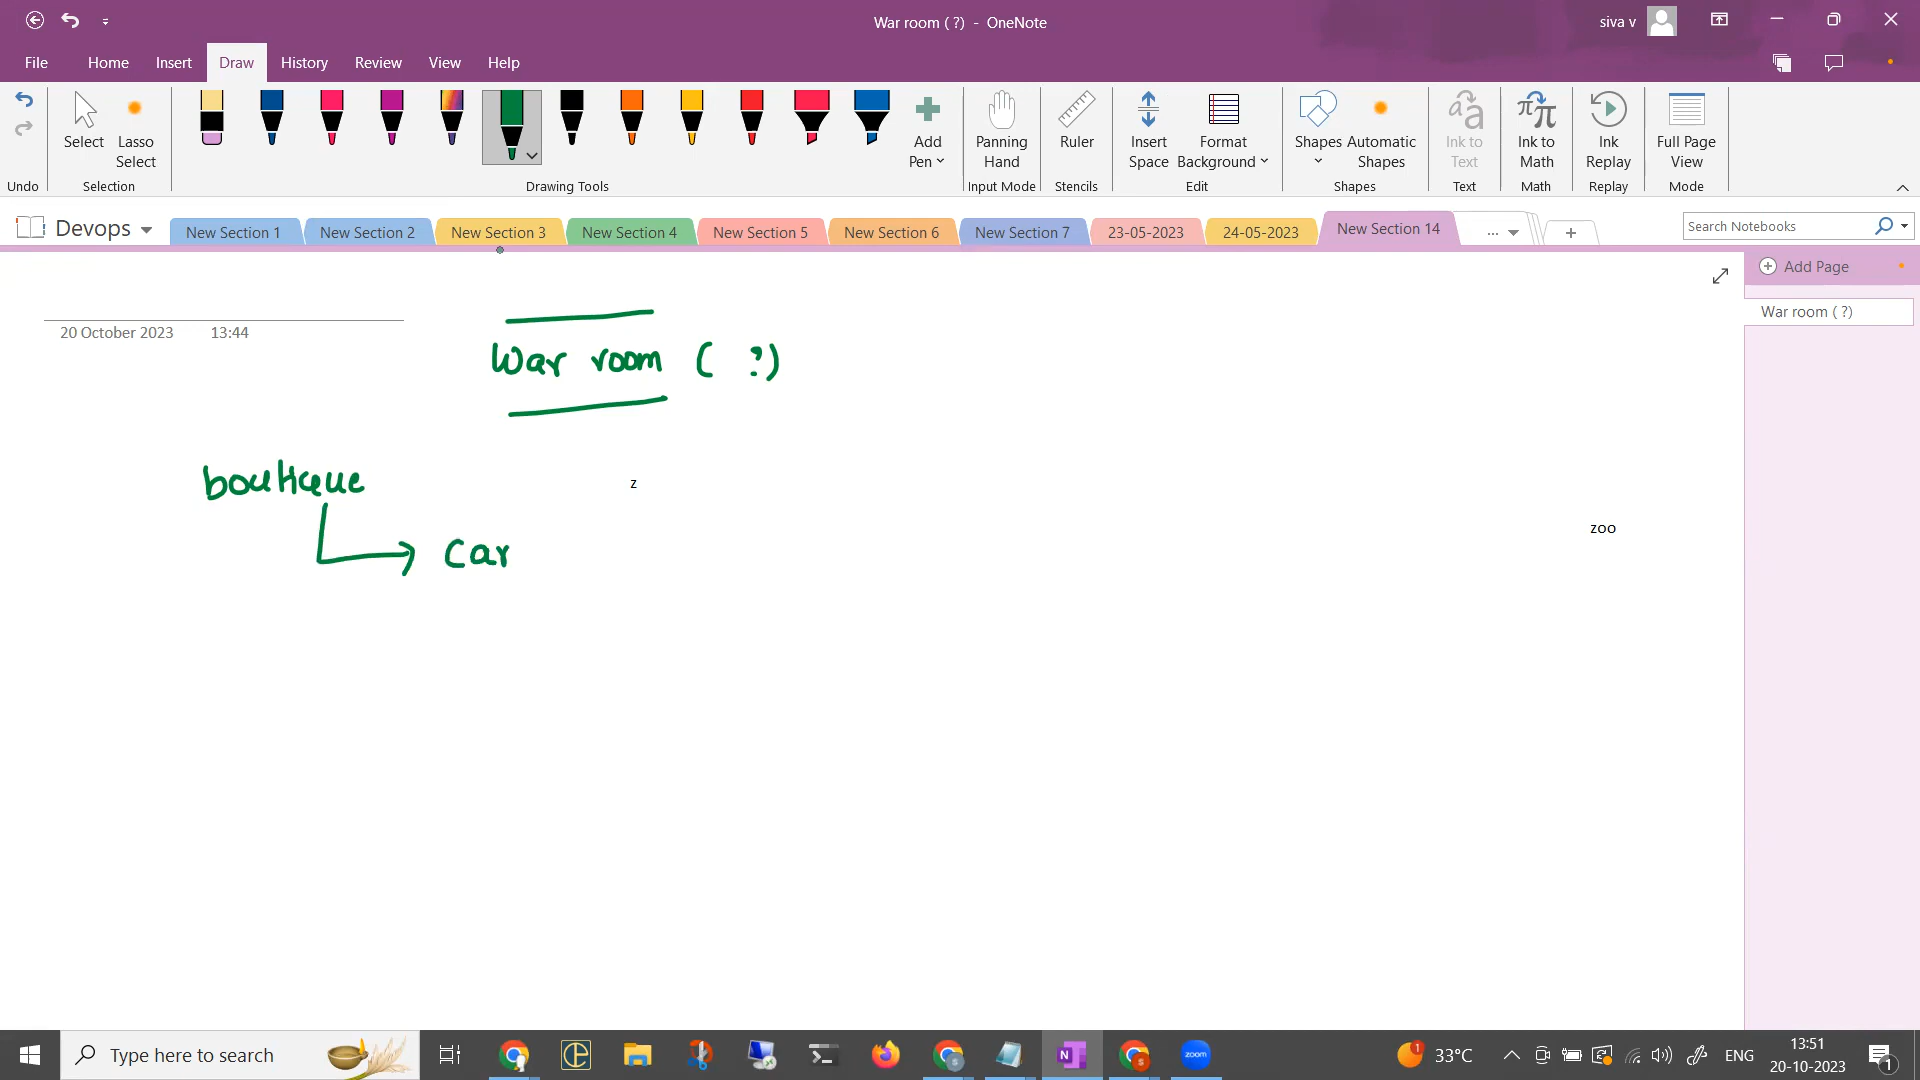 War room ( ?) - OneNote
siva v
File Home Insert Draw History Review View Help
Select Lasso Select Add Pen Panning Hand Ruler Insert Space Format Background Shapes Automatic Shapes Ink to Text Ink to Math Ink Replay Full Page View
Undo Selection Drawing Tools Input Mode Stencils Edit Shapes Text Math Replay Mode
Devops New Section 1 New Section 2 New Section 3 New Section 4 New Section 5 New Section 6 New Section 7 23-05-2023 24-05-2023 New Section 14 ... Search Notebooks
Add Page
War room ( ?)
20 October 2023 13:44
War room ( ?)
boutique
z
zoo
Car
Type here to search
zoom
1
33°C
ENG
13:51
20-10-2023
1